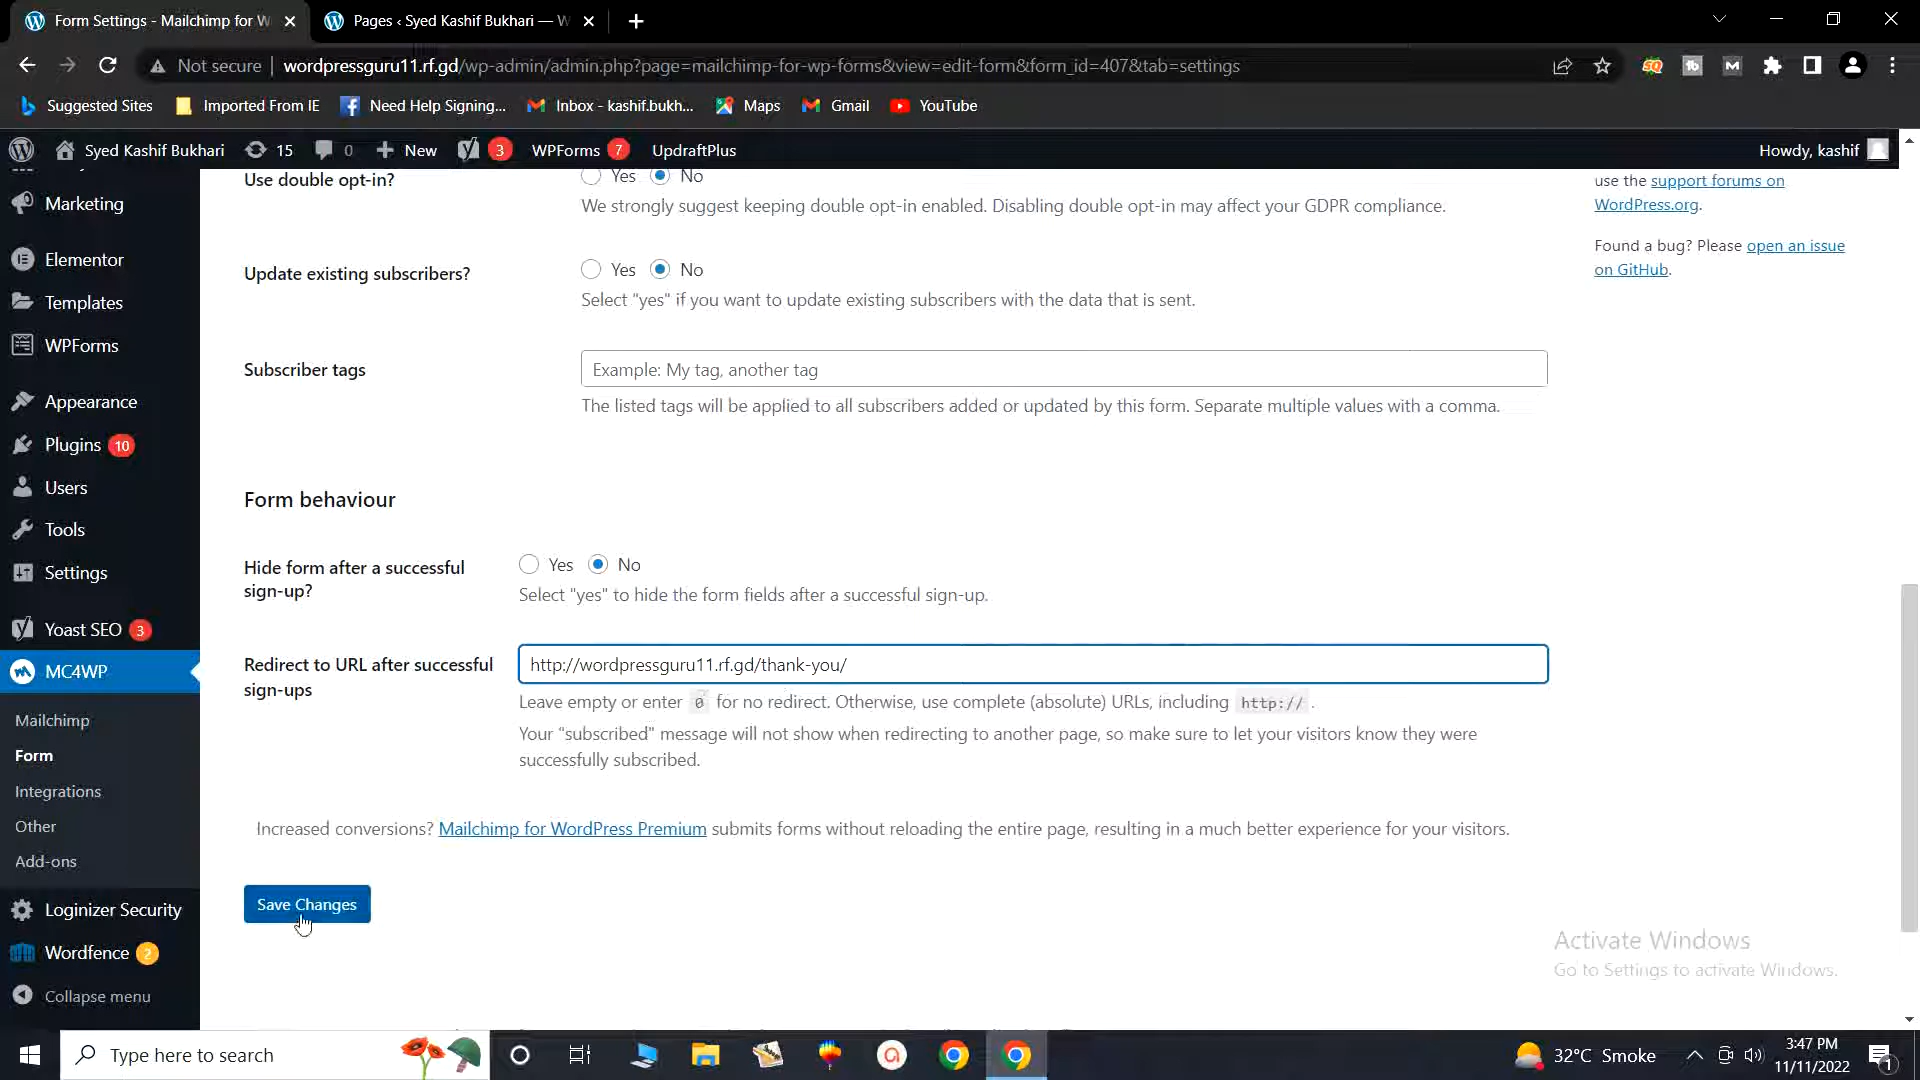 Form Settings - Mailchimp for W
Pages ‹ Syed Kashif Bukhari — W
Not secure
wordpressguru11.rf.gd/wp-admin/admin.php?page=mailchimp-for-wp-forms&view=edit-form&form_id=407&tab=settings
Suggested Sites
Imported From IE
Need Help Signing...
Inbox - kashif.bukh...
Maps
Gmail
YouTube
Syed Kashif Bukhari
15
0
New
3
WPForms
7
UpdraftPlus
Howdy, kashif
Marketing
Elementor
Templates
WPForms
Appearance
Plugins 10
Users
Tools
Settings
Yoast SEO 3
MC4WP
Mailchimp
Form
Integrations
Other
Add-ons
Loginizer Security
Wordfence 2
Collapse menu
Use double opt-in?
Yes No
We strongly suggest keeping double opt-in enabled. Disabling double opt-in may affect your GDPR compliance.
Update existing subscribers?
Yes No
Select "yes" if you want to update existing subscribers with the data that is sent.
Subscriber tags
Example: My tag, another tag
The listed tags will be applied to all subscribers added or updated by this form. Separate multiple values with a comma.
Form behaviour
Hide form after a successful
sign-up?
Yes No
Select "yes" to hide the form fields after a successful sign-up.
Redirect to URL after successful
sign-ups
http://wordpressguru11.rf.gd/thank-you/
Leave empty or enter 0 for no redirect. Otherwise, use complete (absolute) URLs, including http:// .
Your "subscribed" message will not show when redirecting to another page, so make sure to let your visitors know they were
successfully subscribed.
Increased conversions? Mailchimp for WordPress Premium submits forms without reloading the entire page, resulting in a much better experience for your visitors.
Save Changes
use the support forums on
WordPress.org.
Found a bug? Please open an issue
on GitHub.
Activate Windows
Go to Settings to activate Windows.
Type here to search
32°C Smoke
3:47 PM
11/11/2022
1